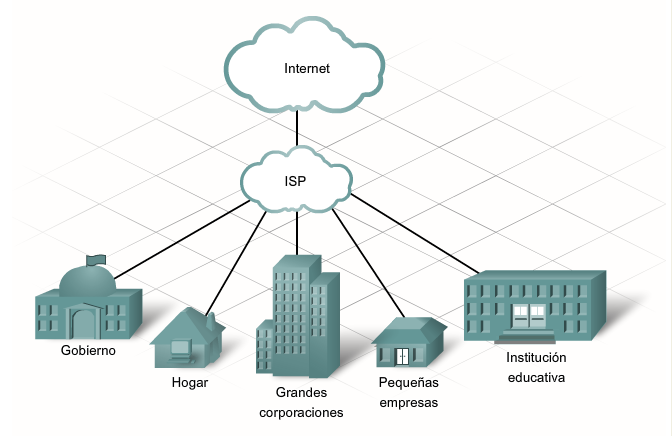 Internet
ISP
Gobierno
Hogar
Grandes
corporaciones
Pequeñas
empresas
Institución
educativa